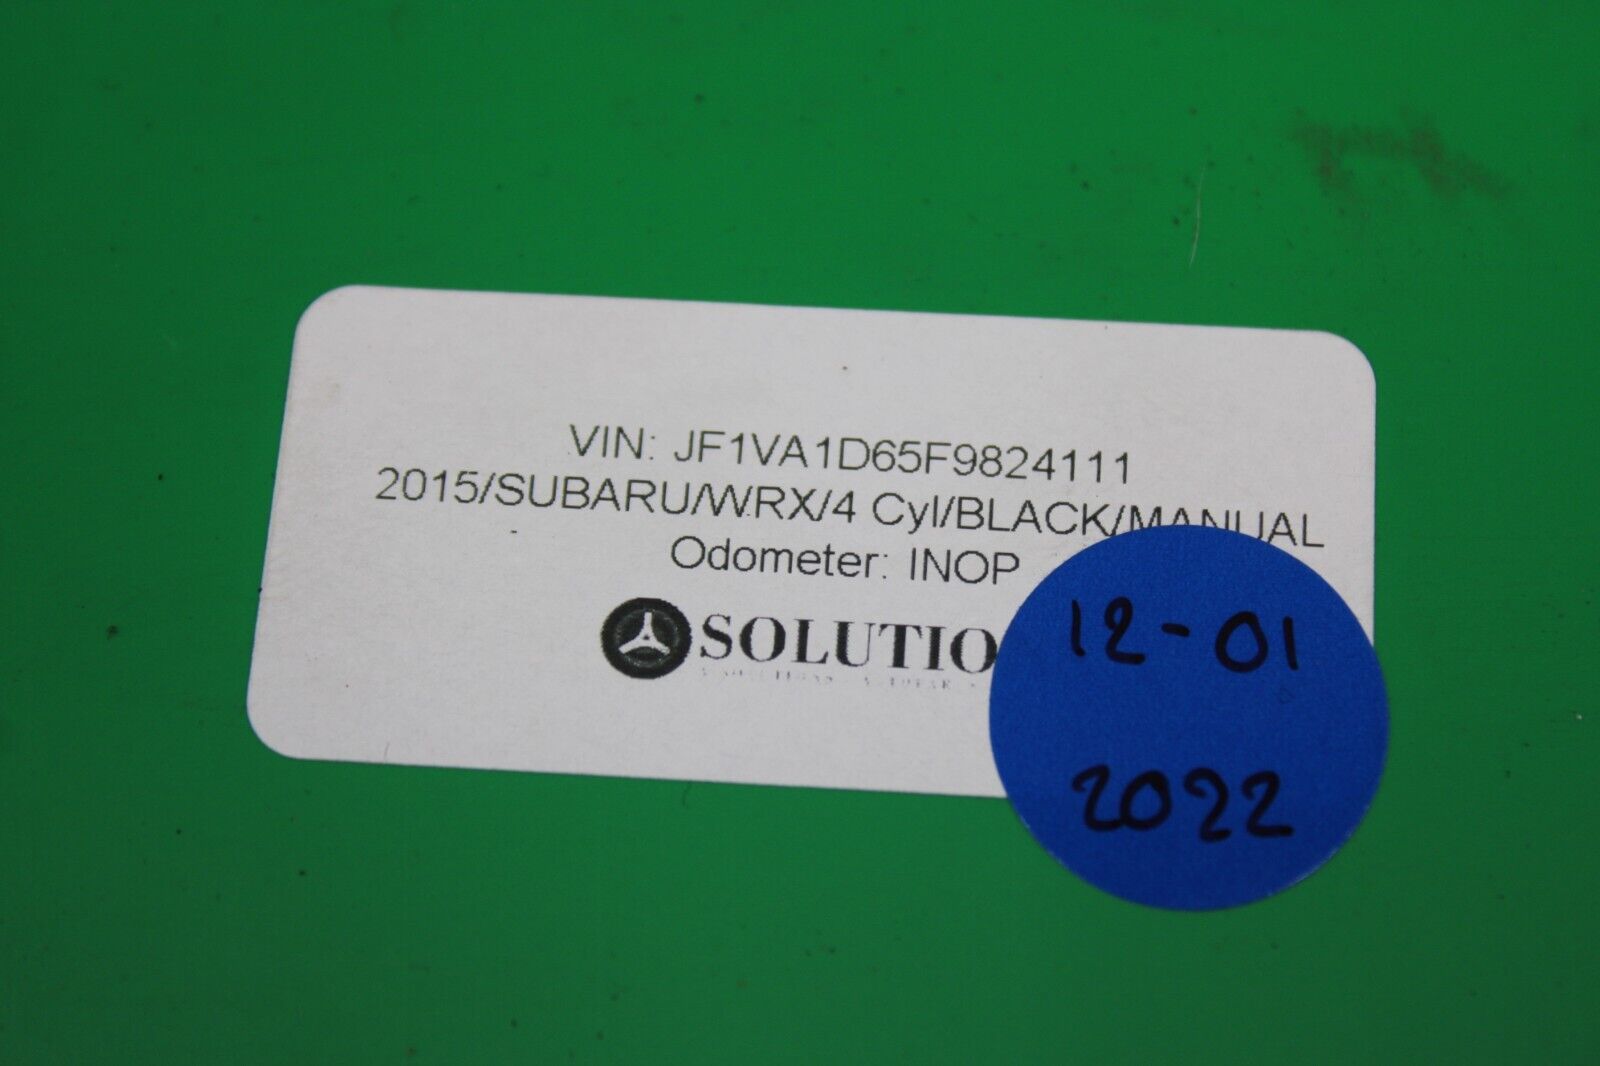 VIN: JF1VA1D65F9824111
2015/SUBARU/WRX/4 Cyl/BLACK/MANUAL
Odometer: INOP
SOLUTIO
12-01
2022